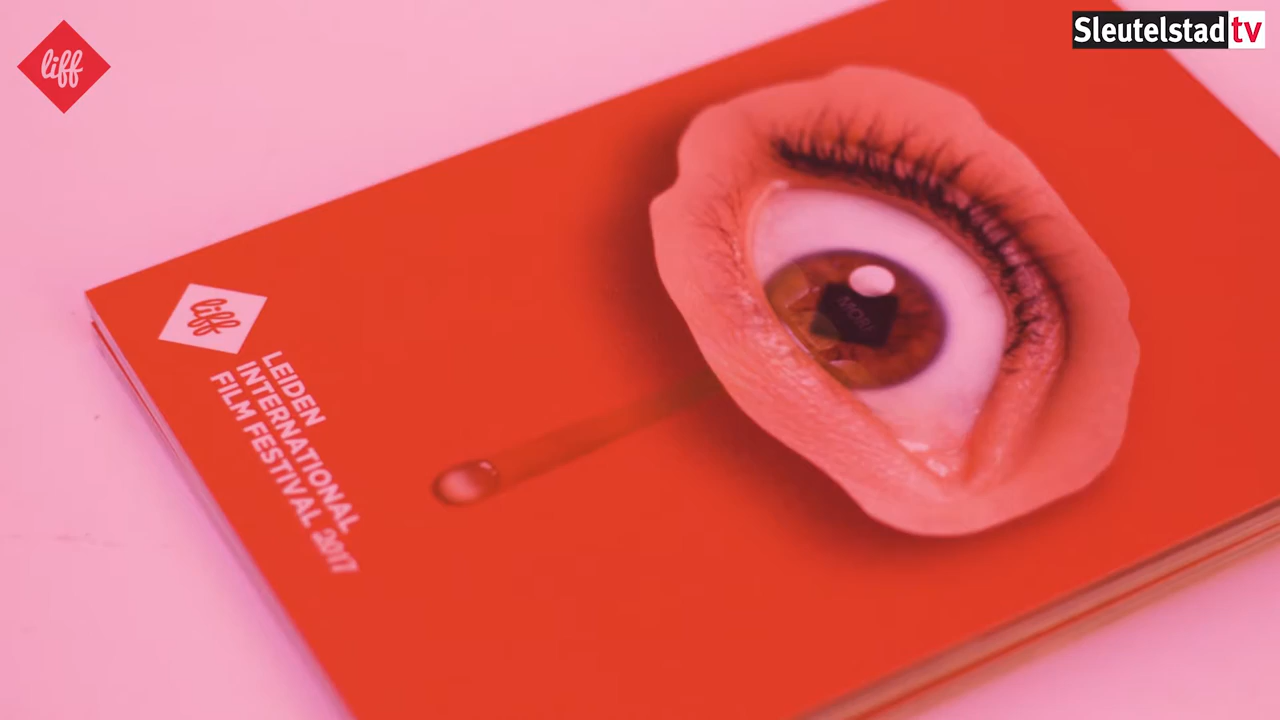 liff
Sleutelstad tv
liff
LEIDEN
INTERNATIONAL
FILM FESTIVAL 2017